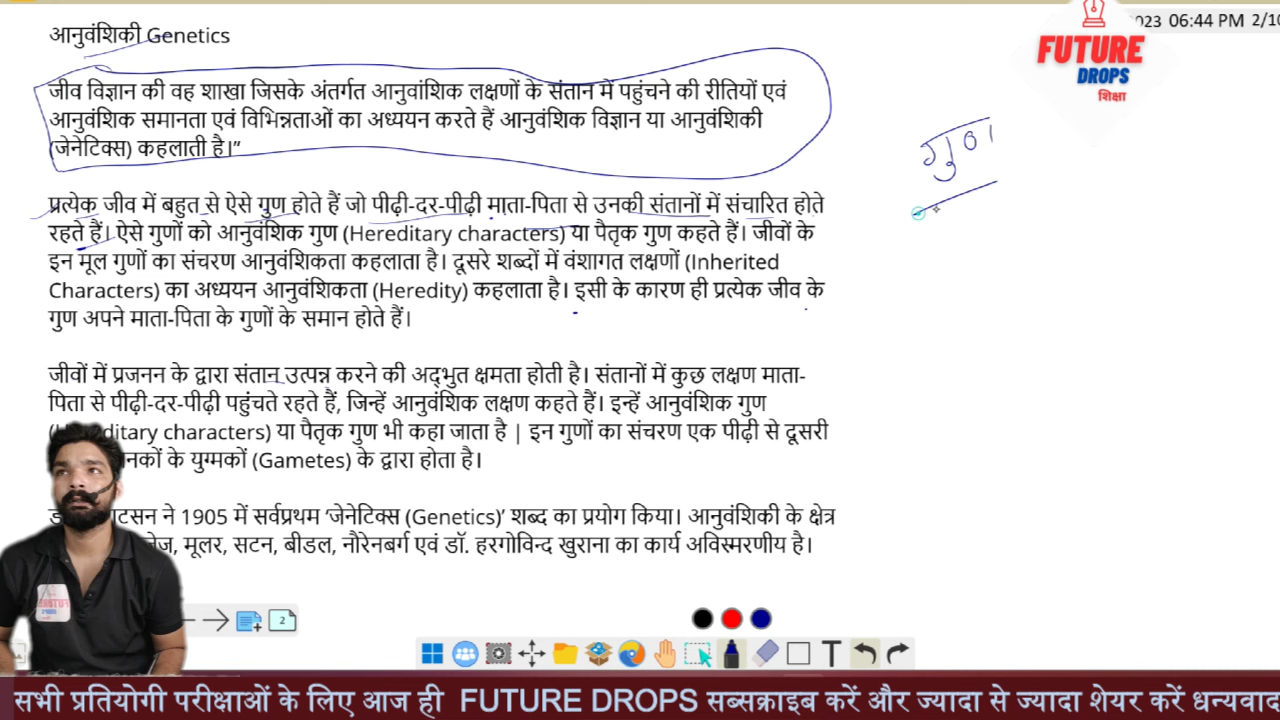 आनुवंशिकी Genetics
2023 06:44 PM 2/10
FUTURE
DROPS
शिक्षा
जीव विज्ञान की वह शाखा जिसके अंतर्गत आनुवांशिक लक्षणों के संतान में पहुंचने की रीतियों एवं
आनुवंशिक समानता एवं विभिन्नताओं का अध्ययन करते हैं आनुवंशिक विज्ञान या आनुवंशिकी
(जेनेटिक्स) कहलाती है।”
गुण
प्रत्येक जीव में बहुत से ऐसे गुण होते हैं जो पीढ़ी-दर-पीढ़ी माता-पिता से उनकी संतानों में संचारित होते
रहते हैं। ऐसे गुणों को आनुवंशिक गुण (Hereditary characters) या पैतृक गुण कहते हैं। जीवों के
इन मूल गुणों का संचरण आनुवंशिकता कहलाता है। दूसरे शब्दों में वंशागत लक्षणों (Inherited
Characters) का अध्ययन आनुवंशिकता (Heredity) कहलाता है। इसी के कारण ही प्रत्येक जीव के
गुण अपने माता-पिता के गुणों के समान होते हैं।
जीवों में प्रजनन के द्वारा संतान उत्पन्न करने की अद्भुत क्षमता होती है। संतानों में कुछ लक्षण माता-
पिता से पीढ़ी-दर-पीढ़ी पहुंचते रहते हैं, जिन्हें आनुवंशिक लक्षण कहते हैं। इन्हें आनुवंशिक गुण
characters) या पैतृक गुण भी कहा जाता है | इन गुणों का संचरण एक पीढ़ी से दूसरी
के युग्मकों (Gametes) के द्वारा होता है।
ने 1905 में सर्वप्रथम ‘जेनेटिक्स (Genetics)’ शब्द का प्रयोग किया। आनुवंशिकी के क्षेत्र
मूलर, सटन, बीडल, नौरेनबर्ग एवं डॉ. हरगोविन्द खुराना का कार्य अविस्मरणीय है।
2
T
सभी प्रतियोगी परीक्षाओं के लिए आज ही FUTURE DROPS सब्सक्राइब करें और ज्यादा से ज्यादा शेयर करें धन्यवाद